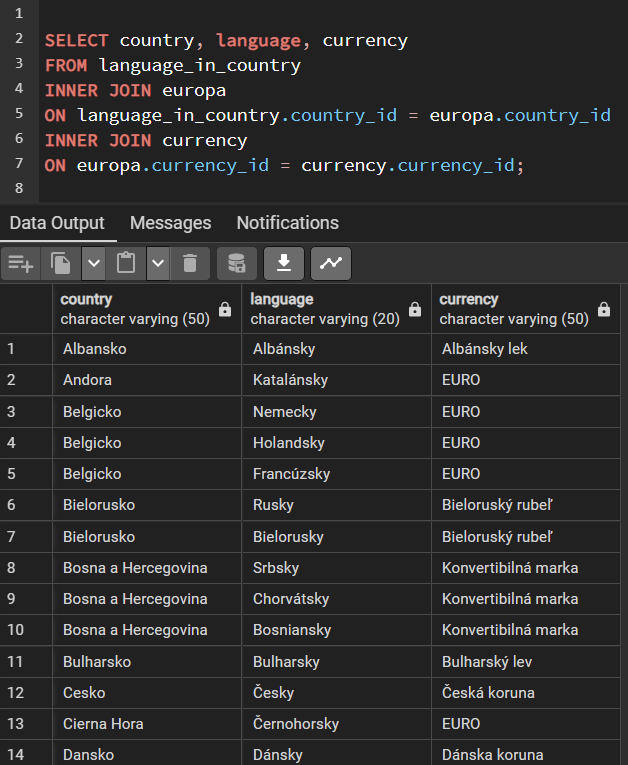 1
2 SELECT country, language, currency
3 FROM language_in_country
4 INNER JOIN europa
5 ON language_in_country.country_id = europa.country_id
6 INNER JOIN currency
7 ON europa.currency_id = currency.currency_id;
8
Data Output Messages Notifications
country language currency
character varying (50) character varying (20) character varying (50)
1 Albansko Albánsky Albánsky lek
2 Andora Katalánsky EURO
3 Belgicko Nemecky EURO
4 Belgicko Holandsky EURO
5 Belgicko Francúzsky EURO
6 Bielorusko Rusky Bieloruský rubeľ
7 Bielorusko Bielorusky Bieloruský rubeľ
8 Bosna a Hercegovina Srbsky Konvertibilná marka
9 Bosna a Hercegovina Chorvátsky Konvertibilná marka
10 Bosna a Hercegovina Bosniansky Konvertibilná marka
11 Bulharsko Bulharsky Bulharský lev
12 Cesko Česky Česká koruna
13 Cierna Hora Černohorsky EURO
14 Dansko Dánsky Dánska koruna